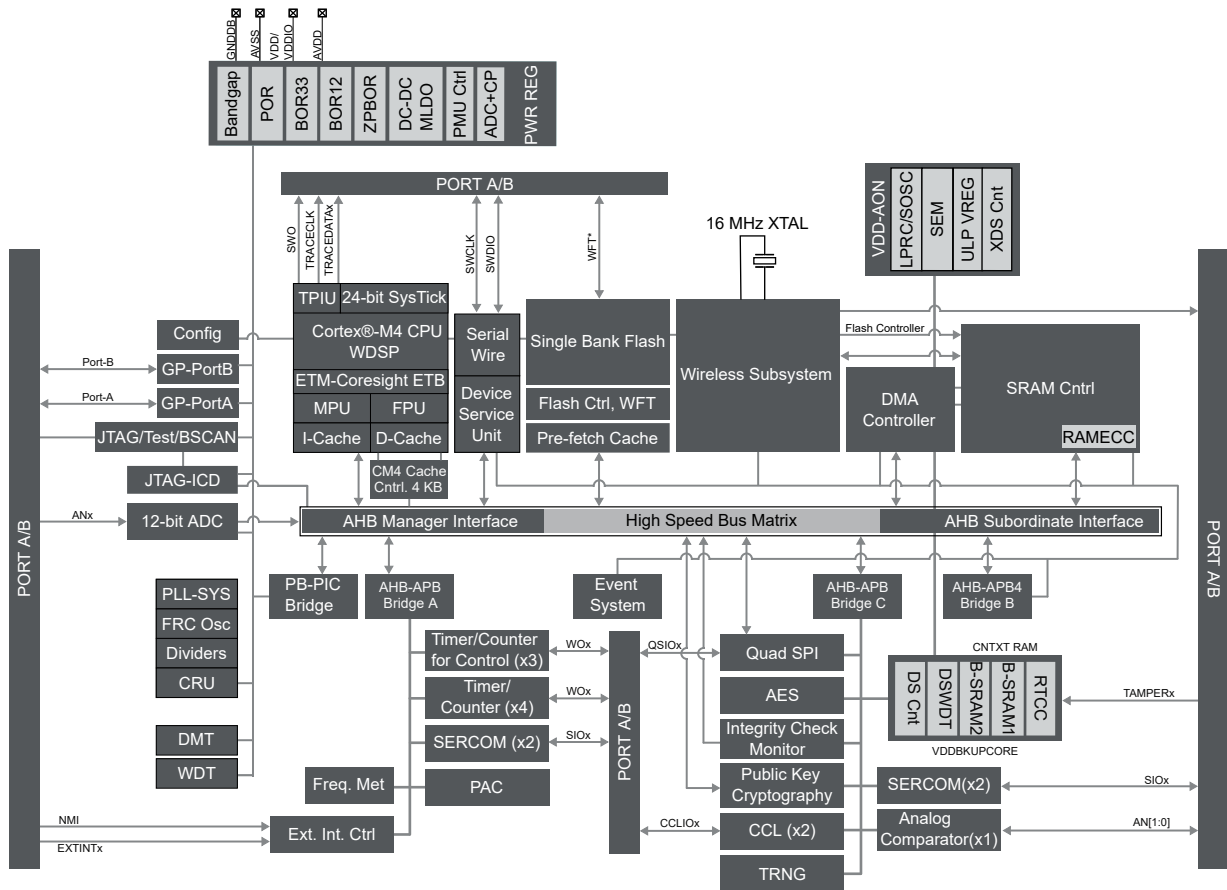 GNDDB
AVSS
VDD/
VDDIO
AVDD
Bandgap
POR
BOR33
BOR12
ZPBOR
DC-DC
MLDO
PMU Ctrl
ADC+CP
PWR REG
PORT A/B
SWO
TRACECLK
TRACEDATAx
SWCLK
SWDIO
WFT*
16 MHz XTAL
VDD-AON
LPRC/SOSC
SEM
ULP VREG
XDS Cnt
PORT A/B
Config
Port-B
GP-PortB
Port-A
GP-PortA
JTAG/Test/BSCAN
JTAG-ICD
ANx
12-bit ADC
TPIU
24-bit SysTick
Cortex®-M4 CPU
WDSP
ETM-Coresight ETB
MPU
FPU
I-Cache
D-Cache
CM4 Cache
Cntrl. 4 KB
Serial
Wire
Device
Service
Unit
Single Bank Flash
Flash Ctrl, WFT
Pre-fetch Cache
Wireless Subsystem
Flash Controller
DMA
Controller
SRAM Cntrl
RAMECC
PORT A/B
AHB Manager Interface
High Speed Bus Matrix
AHB Subordinate Interface
PLL-SYS
FRC Osc
Dividers
CRU
DMT
WDT
PB-PIC
Bridge
AHB-APB
Bridge A
Event
System
AHB-APB
Bridge C
AHB-APB4
Bridge B
Timer/Counter
for Control (x3)
WOx
Timer/
Counter (x4)
WOx
SERCOM (x2)
SIOx
Freq. Met
PAC
NMI
EXTINTx
Ext. Int. Ctrl
PORT A/B
QSIOx
Quad SPI
AES
Integrity Check
Monitor
Public Key
Cryptography
CCLIOx
CCL (x2)
TRNG
CNTXT RAM
DS Cnt
DSWDT
B-SRAM2
B-SRAM1
RTCC
VDDBKUPCORE
TAMPERx
SERCOM(x2)
SIOx
Analog
Comparator(x1)
AN[1:0]